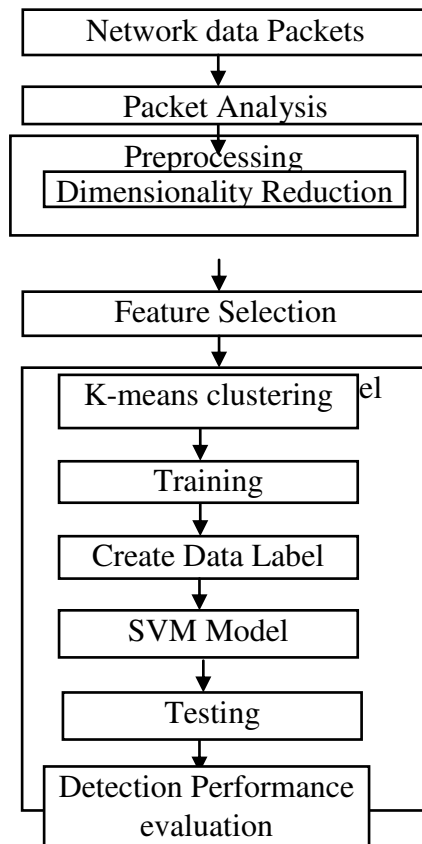 Network data Packets
Packet Analysis
Preprocessing
Dimensionality Reduction
Feature Selection
K-means clustering
el
Training
Create Data Label
SVM Model
Testing
Detection Performance
evaluation